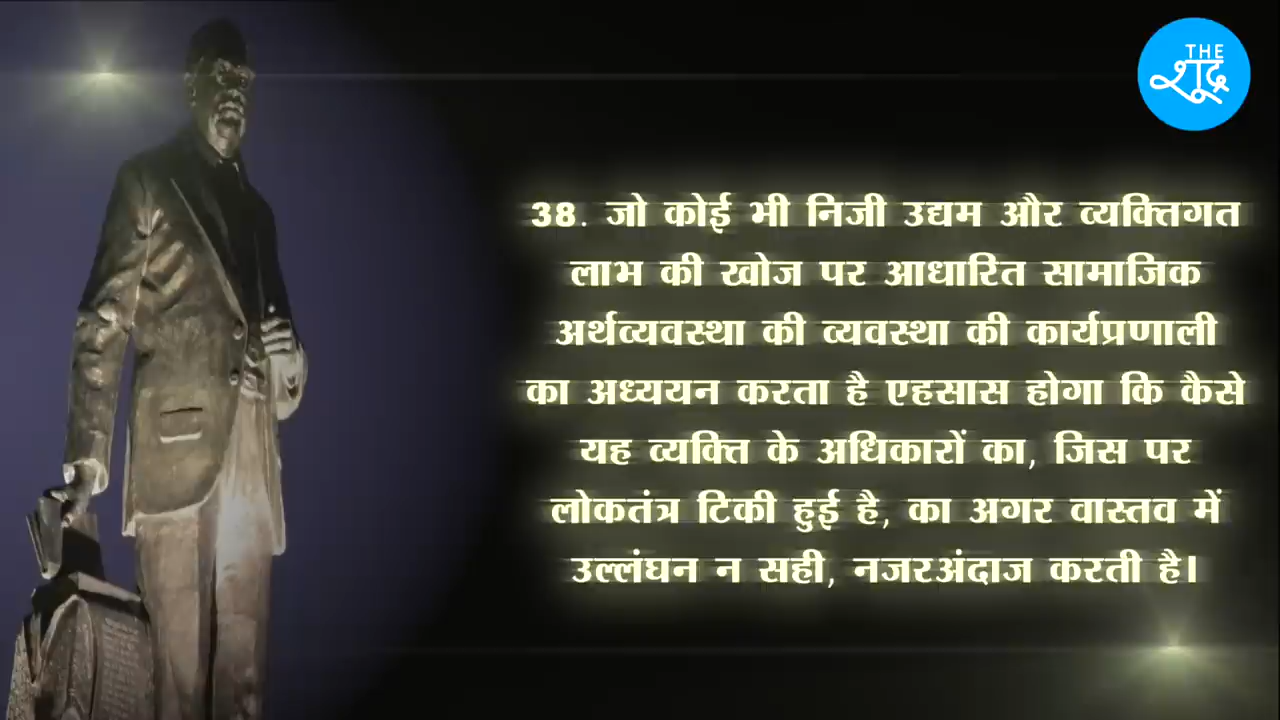 THE
शूद्र
38. जो कोई भी निजी उद्यम और व्यक्तिगत
लाभ की खोज पर आधारित सामाजिक
अर्थव्यवस्था की व्यवस्था की कार्यप्रणाली
का अध्ययन करता है एहसास होगा कि कैसे
यह व्यक्ति के अधिकारों का, जिस पर
लोकतंत्र टिकी हुई है, का अगर वास्तव में
उल्लंघन न सही, नजरअंदाज करती है।